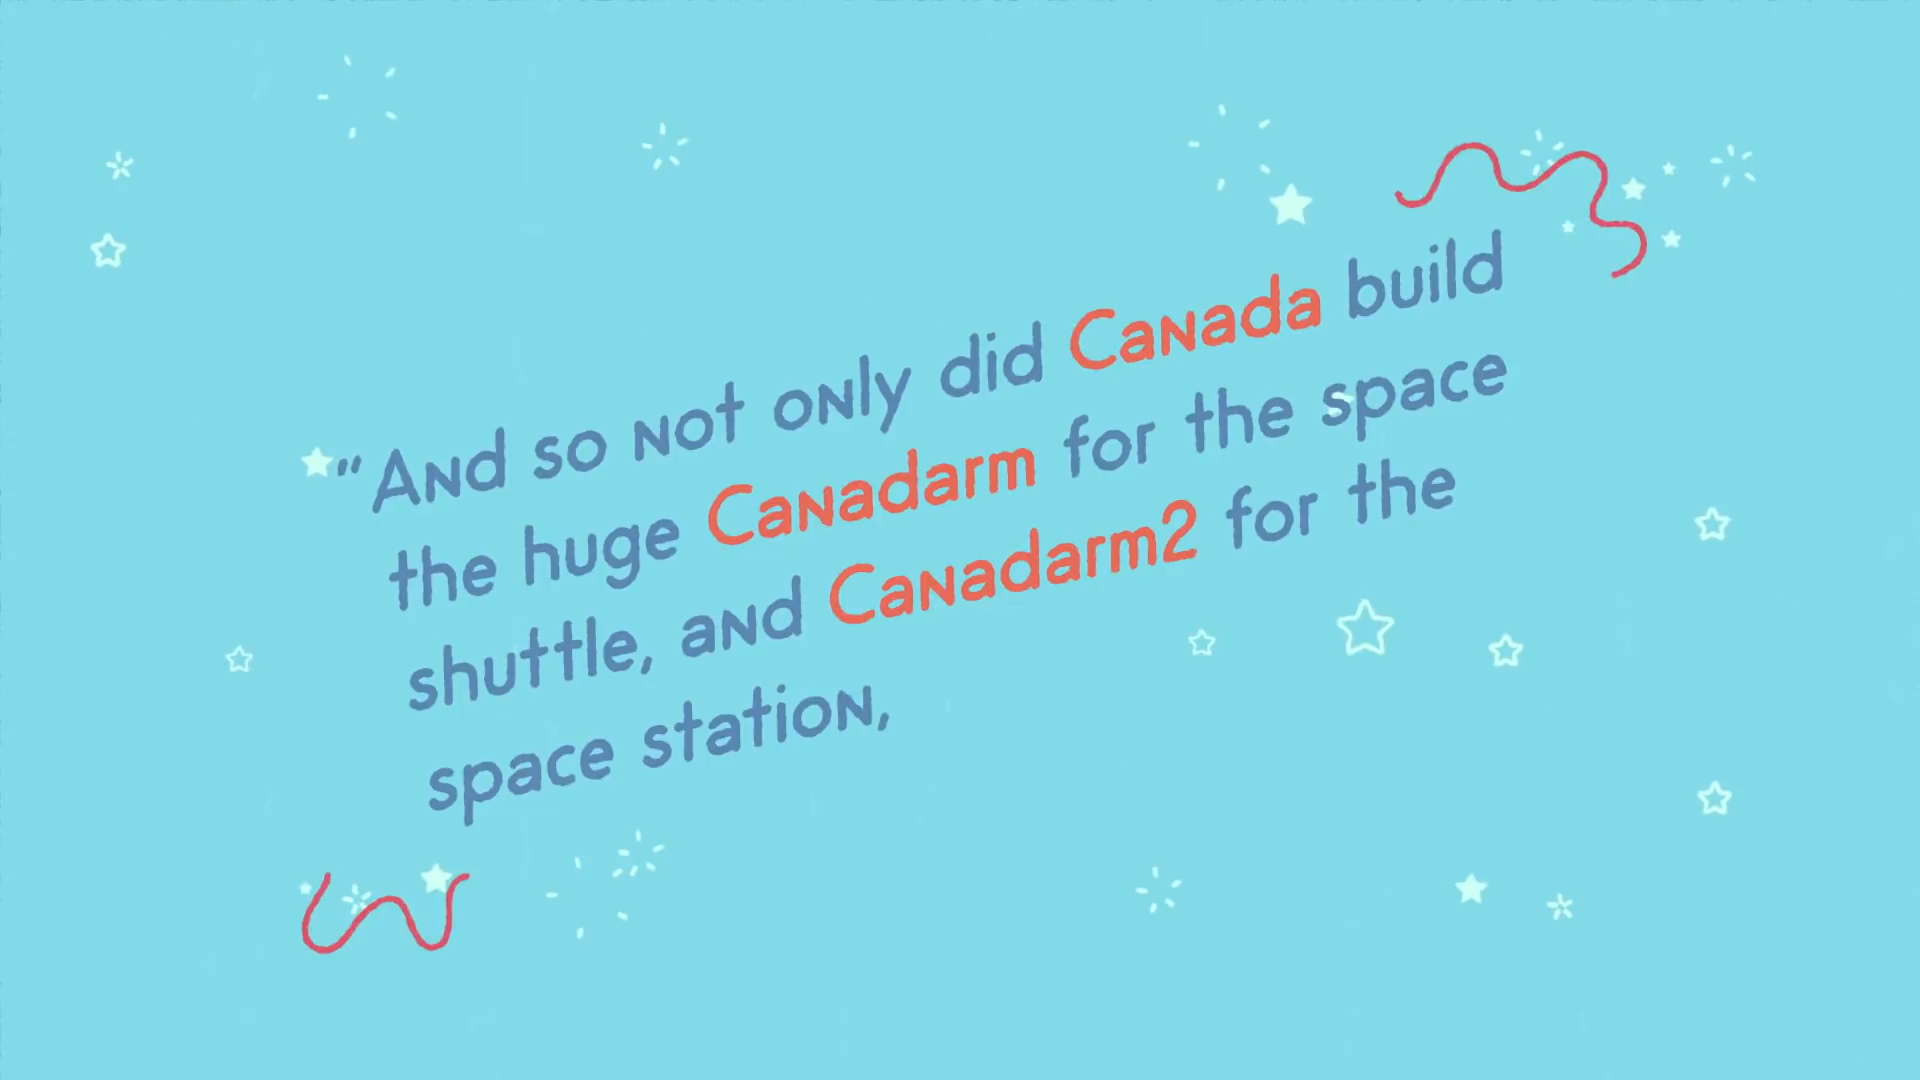 "And so not only did Canada build
the huge Canadarm for the space
shuttle, and Canadarm2 for the
space station,